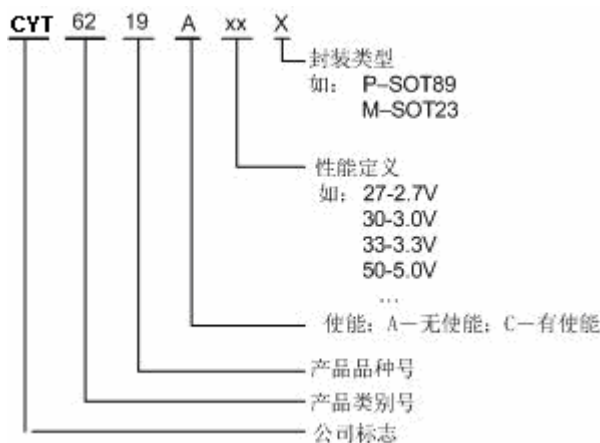 CYT 62 19 A xx X
封装类型
如： P–SOT89
M–SOT23
性能定义
如： 27-2.7V
30-3.0V
33-3.3V
50-5.0V
...
使能：A－无使能；C－有使能
产品品种号
产品类别号
公司标志